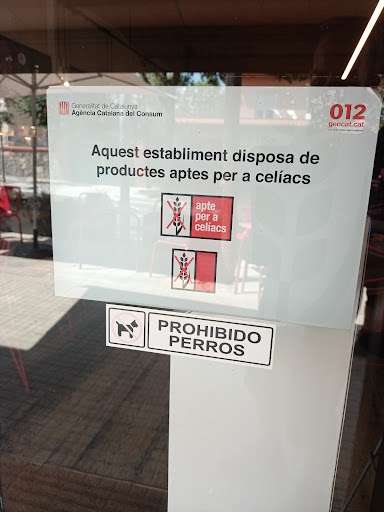 Generalitat de Catalunya
Agència Catalana del Consum
012
gencat.cat
Aquest establiment disposa de
productes aptes per a celíacs
apte
per a
celíacs
PROHIBIDO
PERROS